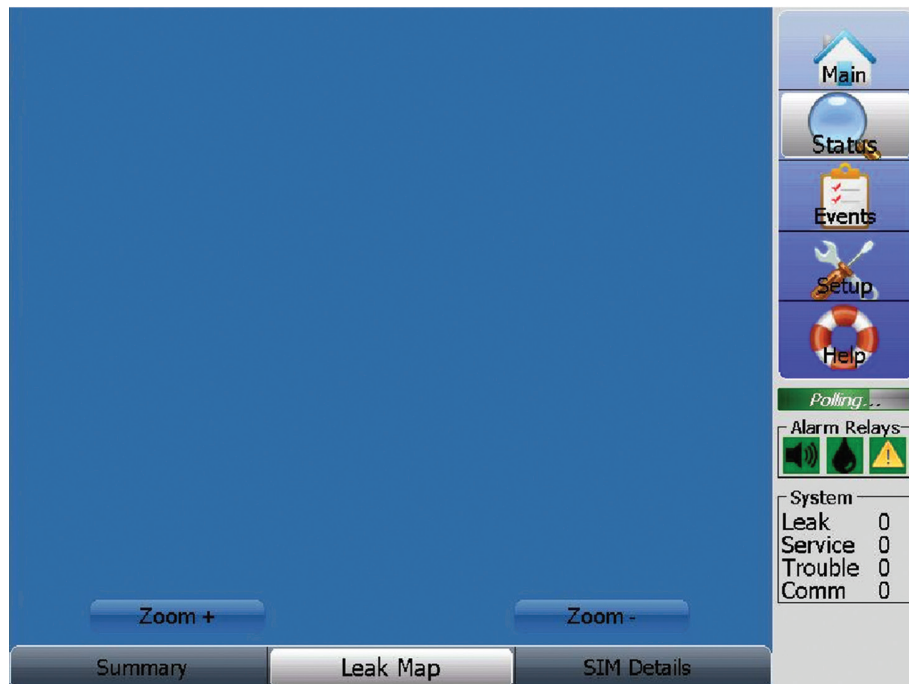 Main
Status
Events
Setup
Help
Polling...
Alarm Relays
System
Leak 0
Service 0
Trouble 0
Comm 0
Zoom +
Zoom -
Summary
Leak Map
SIM Details